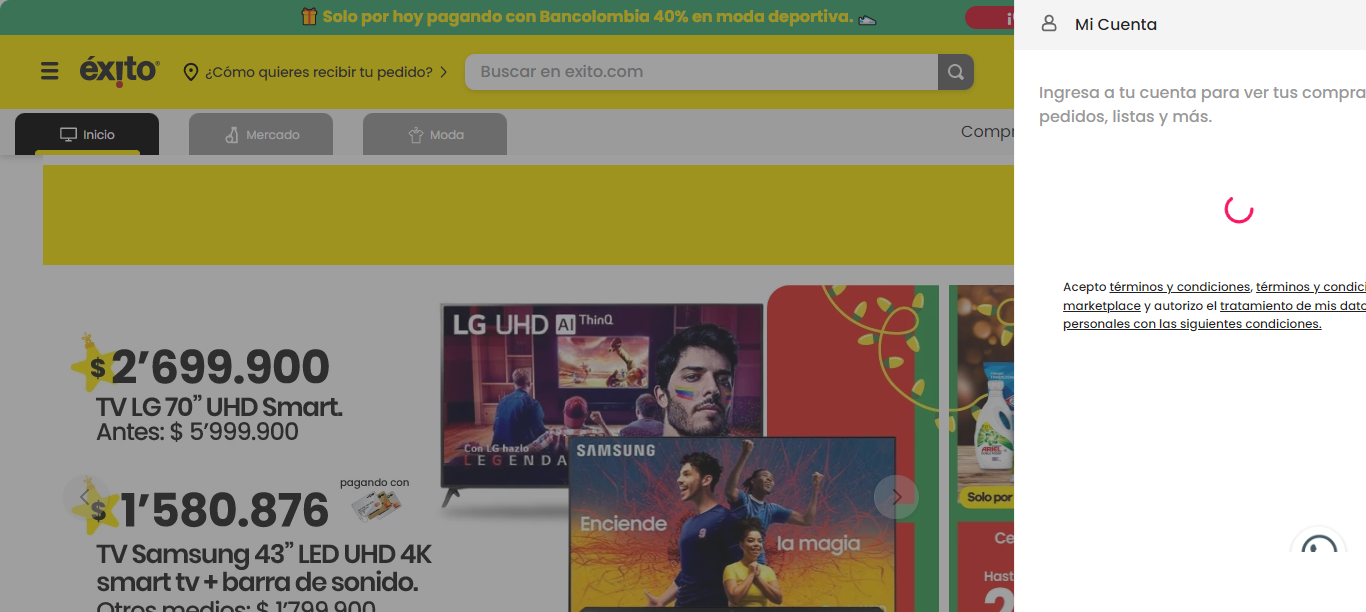 Solo por hoy pagando con Bancolombia 40% en moda deportiva.
éxito
¿Cómo quieres recibir tu pedido?
Buscar en exito.com
Inicio
Mercado
Moda
Mi Cuenta
Ingresa a tu cuenta para ver tus compra
pedidos, listas y más.
Acepto términos y condiciones, términos y condici
marketplace y autorizo el tratamiento de mis dato
personales con las siguientes condiciones.
$ 2’699.900
TV LG 70” UHD Smart.
Antes: $ 5’999.900
pagando con
$ 1’580.876
TV Samsung 43” LED UHD 4K
smart tv + barra de sonido.
Otros medios: $ 1’799.900
LG UHD AI ThinQ
Con LG hazlo
LEGENDA
SAMSUNG
Enciende
la magia
ARIEL
Solo por
Hast